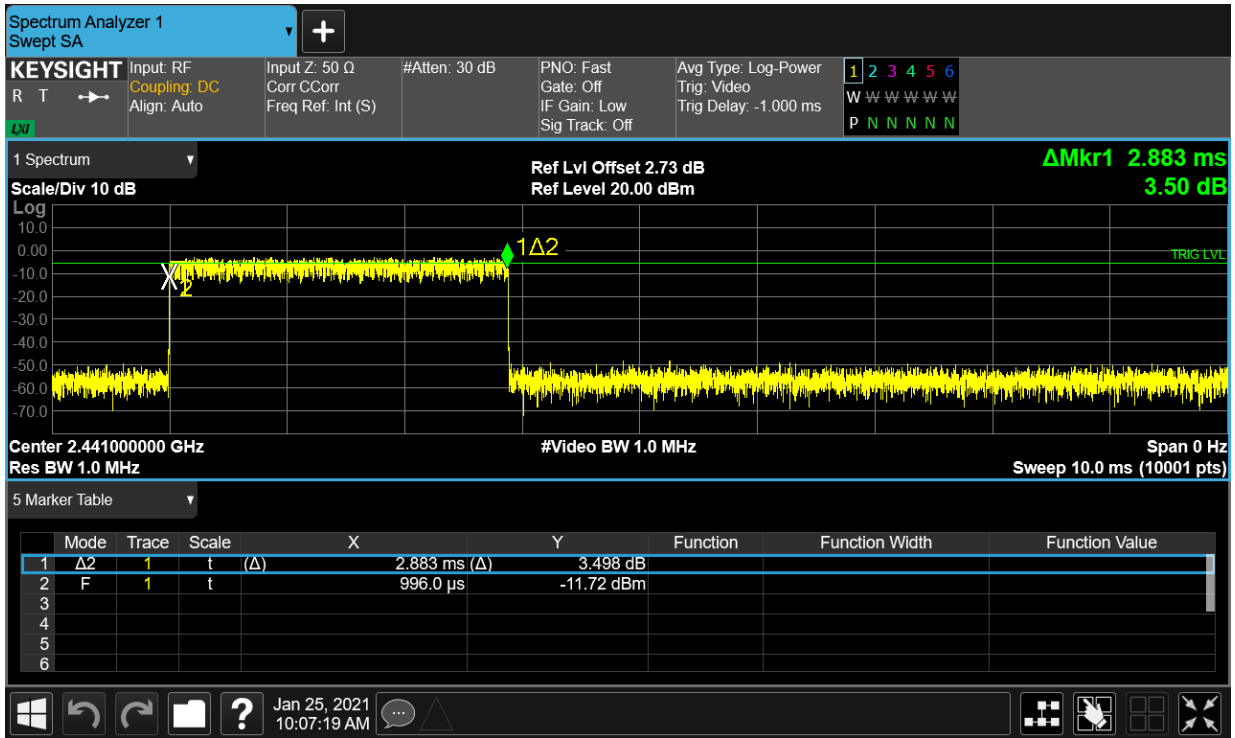 Spectrum Analyzer 1
Swept SA
KEYSIGHT Input: RF Input Z: 50 Ω #Atten: 30 dB PNO: Fast Avg Type: Log-Power 1 2 3 4 5 6
R T Coupling: DC Corr CCorr Gate: Off Trig: Video W W W W W W
Align: Auto Freq Ref: Int (S) IF Gain: Low Trig Delay: -1.000 ms
LXI Sig Track: Off P N N N N N
1 Spectrum Ref Lvl Offset 2.73 dB ΔMkr1 2.883 ms
Scale/Div 10 dB Ref Level 20.00 dBm 3.50 dB
Log
10.0
0.00 1Δ2 TRIG LVL
-10.0
2
-20.0
-30.0
-40.0
-50.0
-60.0
-70.0
Center 2.441000000 GHz #Video BW 1.0 MHz Span 0 Hz
Res BW 1.0 MHz Sweep 10.0 ms (10001 pts)
5 Marker Table
Mode Trace Scale X Y Function Function Width Function Value
1 Δ2 1 t (Δ) 2.883 ms (Δ) 3.498 dB
2 F 1 t 996.0 µs -11.72 dBm
3
4
5
6
? Jan 25, 2021
10:07:19 AM